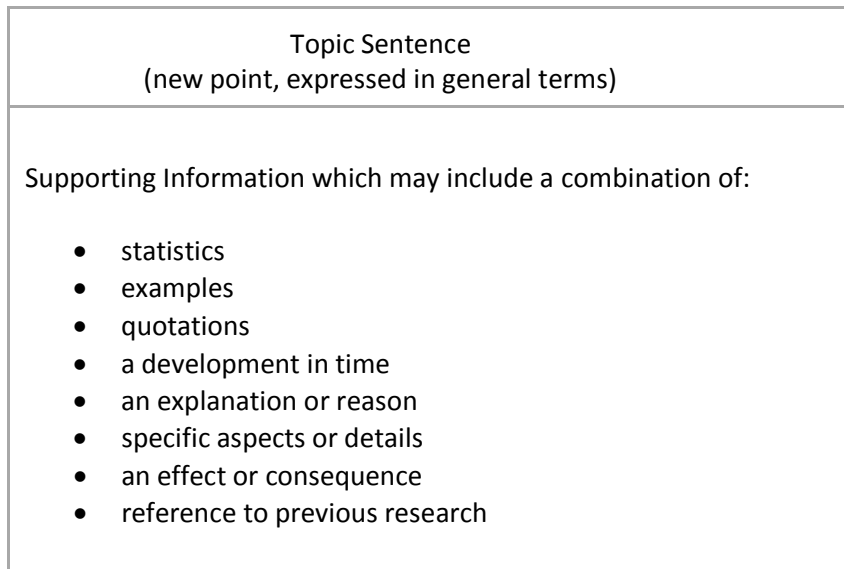 Topic Sentence
(new point, expressed in general terms)
Supporting Information which may include a combination of:
• statistics
• examples
• quotations
• a development in time
• an explanation or reason
• specific aspects or details
• an effect or consequence
• reference to previous research